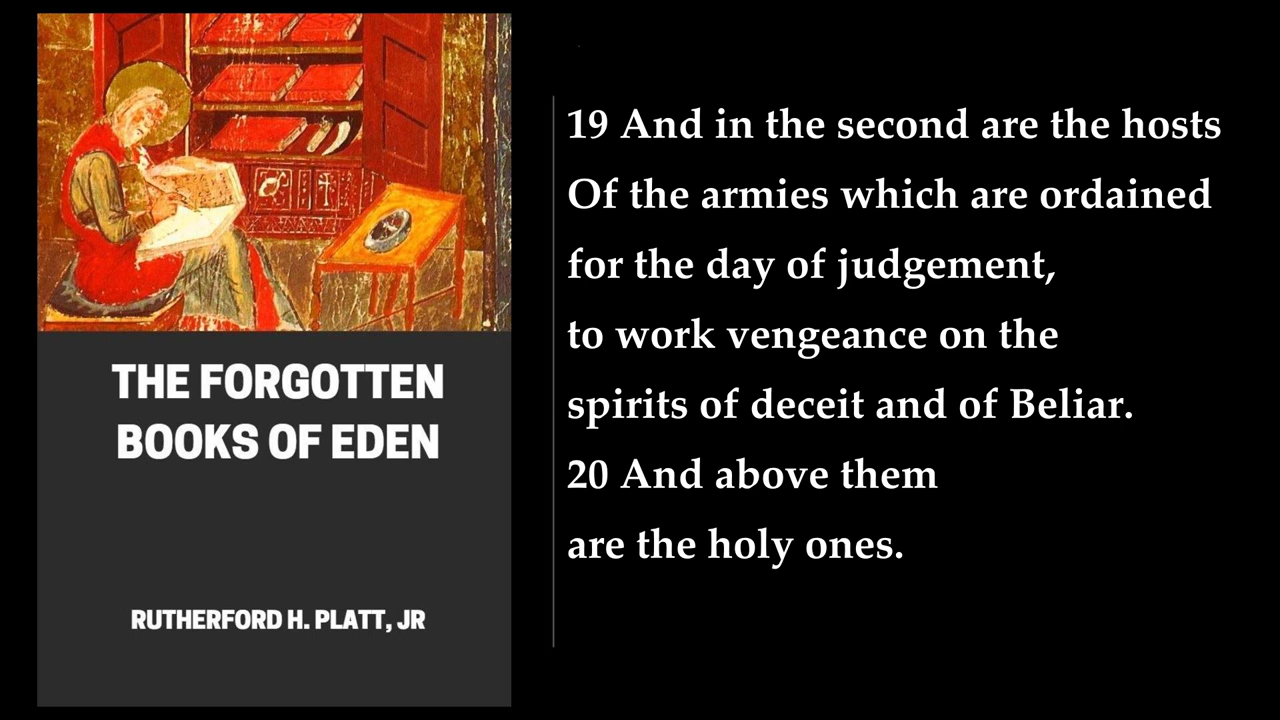 THE FORGOTTEN
BOOKS OF EDEN
RUTHERFORD H. PLATT, JR
19 And in the second are the hosts
Of the armies which are ordained
for the day of judgement,
to work vengeance on the
spirits of deceit and of Beliar.
20 And above them
are the holy ones.